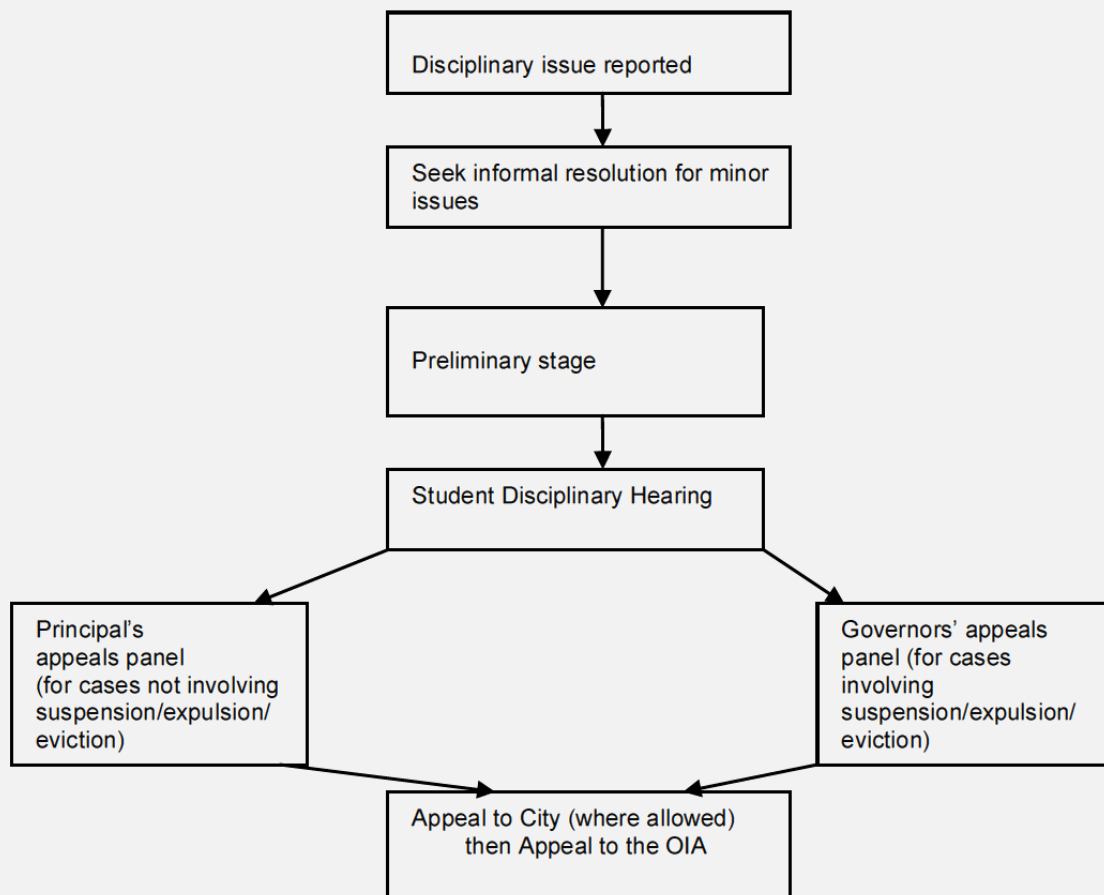 Disciplinary issue reported
Seek informal resolution for minor
issues
Preliminary stage
Student Disciplinary Hearing
Principal’s
appeals panel
(for cases not involving
suspension/expulsion/
eviction)
Governors’ appeals
panel (for cases
involving
suspension/expulsion/
eviction)
Appeal to City (where allowed)
then Appeal to the OIA